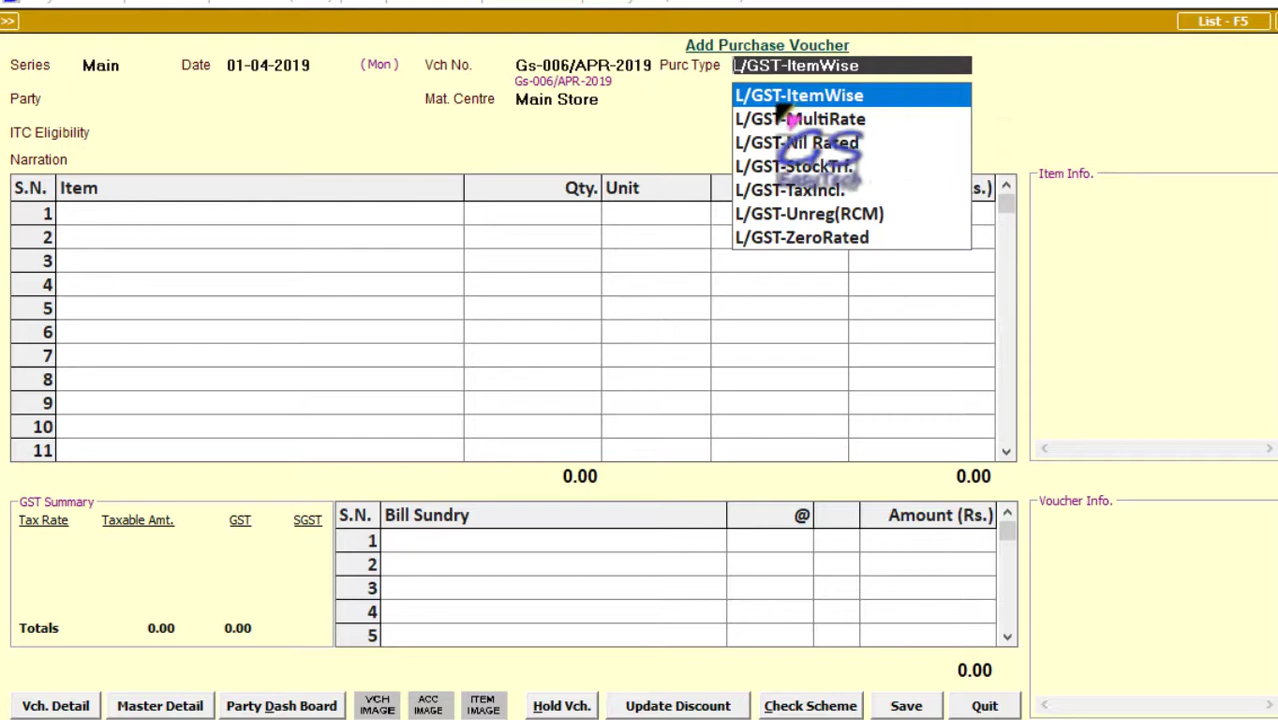 >> List - F5
Add Purchase Voucher
Series Main Date 01-04-2019 (Mon) Vch No. Gs-006/APR-2019 Purc Type L/GST-ItemWise
Gs-006/APR-2019
Party Mat. Centre Main Store
L/GST-ItemWise
L/GST-MultiRate
L/GST-Nil Rated
L/GST-StockTrf.
L/GST-TaxIncl.
L/GST-Unreg(RCM)
L/GST-ZeroRated
GS
EasyTech
ITC Eligibility
Narration
S.N. Item Qty. Unit s.)
Item Info.
1
2
3
4
5
6
7
8
9
10
11
0.00 0.00
GST Summary
Tax Rate Taxable Amt. GST SGST
Totals 0.00 0.00
S.N. Bill Sundry @ Amount (Rs.)
1
2
3
4
5
0.00
Voucher Info.
Vch. Detail Master Detail Party Dash Board VCH IMAGE ACC IMAGE ITEM IMAGE Hold Vch. Update Discount Check Scheme Save Quit